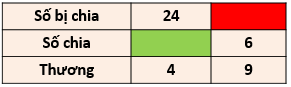 Số bị chia 24
Số chia 6
Thương 4 9